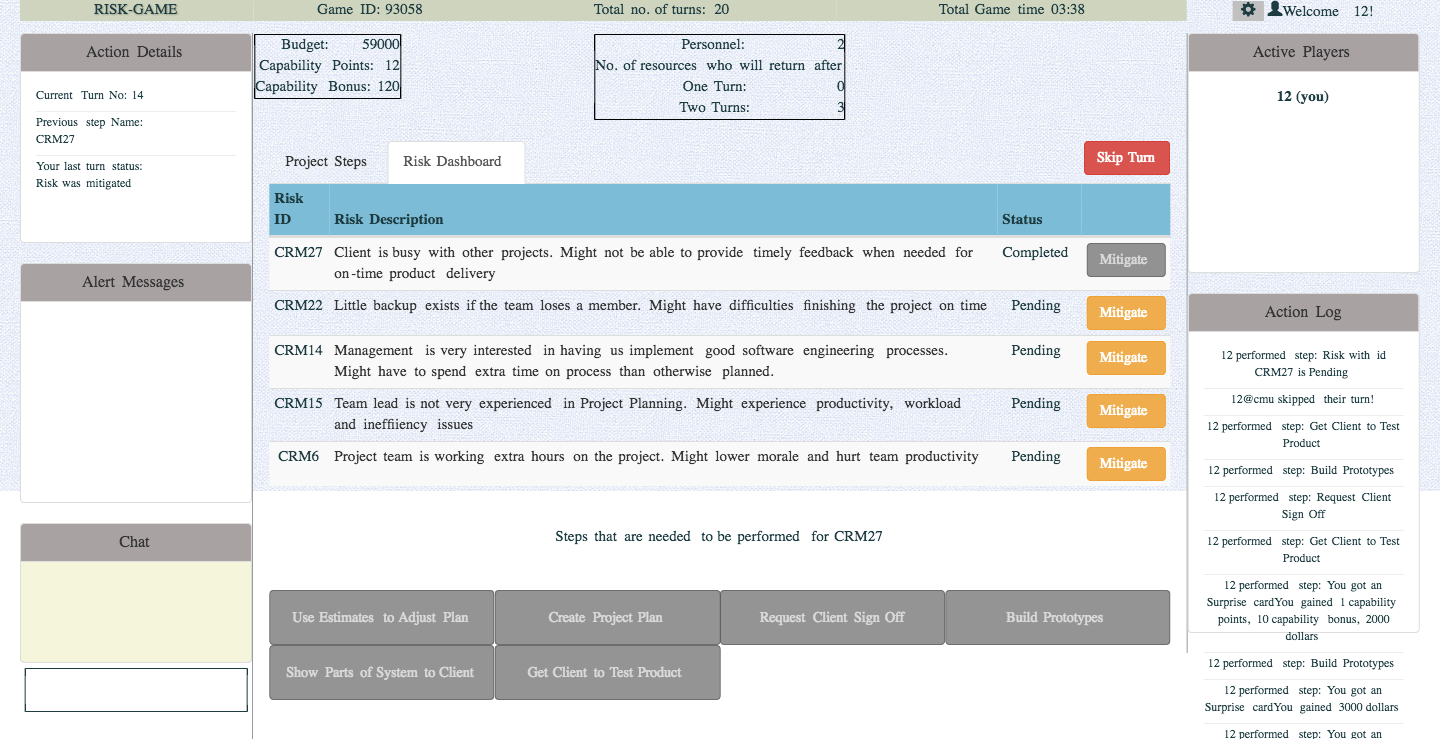 RISK-GAME
Game ID: 93058
Total no. of turns: 20
Total Game time 03:38
Welcome 12!
Action Details
Current Turn No: 14
Previous step Name:
CRM27
Your last turn status:
Risk was mitigated
Alert Messages
Chat
Budget: 59000
Capability Points: 12
Capability Bonus: 120
Personnel: 2
No. of resources who will return after
One Turn: 0
Two Turns: 3
Project Steps
Risk Dashboard
Skip Turn
Risk
ID Risk Description Status
CRM27 Client is busy with other projects. Might not be able to provide timely feedback when needed for Completed Mitigate
on-time product delivery
CRM22 Little backup exists if the team loses a member. Might have difficulties finishing the project on time Pending Mitigate
CRM14 Management is very interested in having us implement good software engineering processes. Pending Mitigate
Might have to spend extra time on process than otherwise planned.
CRM15 Team lead is not very experienced in Project Planning. Might experience productivity, workload Pending Mitigate
and ineffiiency issues
CRM6 Project team is working extra hours on the project. Might lower morale and hurt team productivity Pending Mitigate
Steps that are needed to be performed for CRM27
Use Estimates to Adjust Plan
Create Project Plan
Request Client Sign Off
Build Prototypes
Show Parts of System to Client
Get Client to Test Product
Active Players
12 (you)
Action Log
12 performed step: Risk with id
CRM27 is Pending
12@cmu skipped their turn!
12 performed step: Get Client to Test
Product
12 performed step: Build Prototypes
12 performed step: Request Client
Sign Off
12 performed step: Get Client to Test
Product
12 performed step: You got an
Surprise cardYou gained 1 capability
points, 10 capability bonus, 2000
dollars
12 performed step: Build Prototypes
12 performed step: You got an
Surprise cardYou gained 3000 dollars
12 performed step: You got an